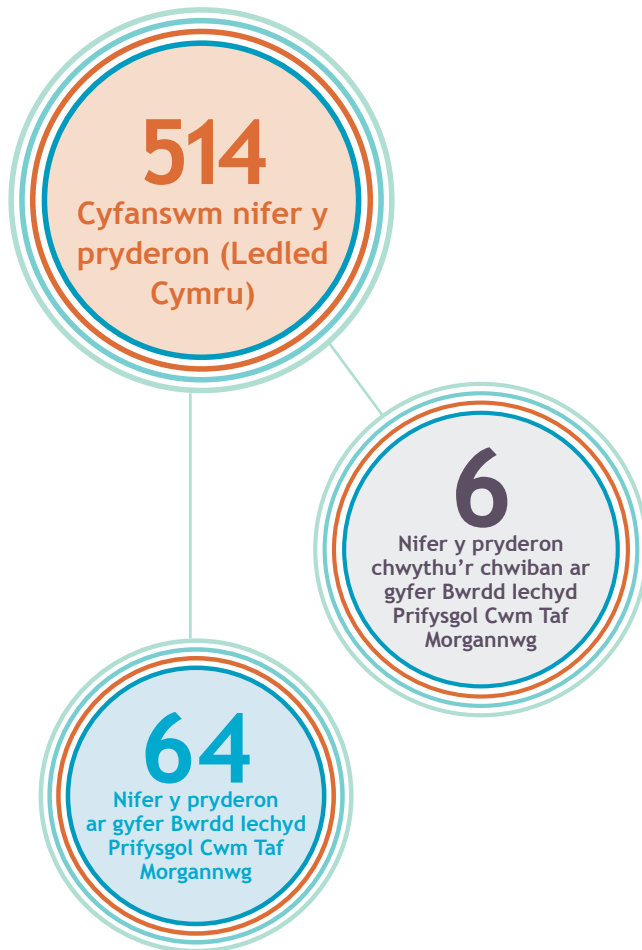 514
Cyfanswm nifer y
pryderon (Ledled
Cymru)
6
Nifer y pryderon
chwythu’r chwiban ar
gyfer Bwrdd Iechyd
Prifysgol Cwm Taf
Morgannwg
64
Nifer y pryderon
ar gyfer Bwrdd Iechyd
Prifysgol Cwm Taf
Morgannwg